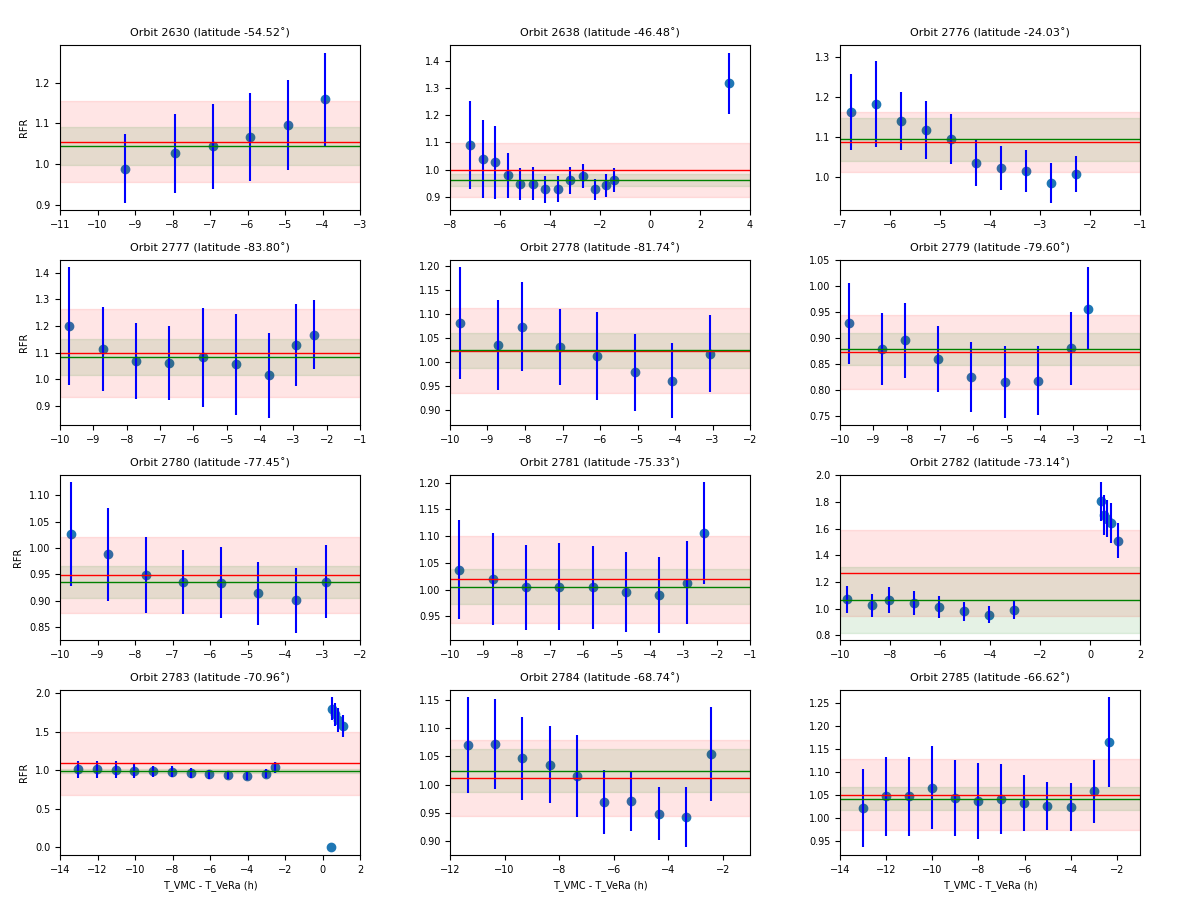 Orbit 2630 (latitude -54.52˚)
Orbit 2638 (latitude -46.48˚)
Orbit 2776 (latitude -24.03˚)
RFR
1.2
1.1
1.0
0.9
−11 −10 −9 −8 −7 −6 −5 −4 −3
1.4
1.3
1.2
1.1
1.0
0.9
−8 −6 −4 −2 0 2 4
1.3
1.2
1.1
1.0
−7 −6 −5 −4 −3 −2 −1
Orbit 2777 (latitude -83.80˚)
Orbit 2778 (latitude -81.74˚)
Orbit 2779 (latitude -79.60˚)
RFR
1.4
1.3
1.2
1.1
1.0
0.9
−10 −9 −8 −7 −6 −5 −4 −3 −2 −1
1.20
1.15
1.10
1.05
1.00
0.95
0.90
−10 −9 −8 −7 −6 −5 −4 −3 −2
1.05
1.00
0.95
0.90
0.85
0.80
0.75
−10 −9 −8 −7 −6 −5 −4 −3 −2 −1
Orbit 2780 (latitude -77.45˚)
Orbit 2781 (latitude -75.33˚)
Orbit 2782 (latitude -73.14˚)
RFR
1.10
1.05
1.00
0.95
0.90
0.85
−10 −9 −8 −7 −6 −5 −4 −3 −2
1.20
1.15
1.10
1.05
1.00
0.95
−10 −9 −8 −7 −6 −5 −4 −3 −2 −1
2.0
1.8
1.6
1.4
1.2
1.0
0.8
−10 −8 −6 −4 −2 0 2
Orbit 2783 (latitude -70.96˚)
Orbit 2784 (latitude -68.74˚)
Orbit 2785 (latitude -66.62˚)
RFR
2.0
1.5
1.0
0.5
0.0
−14 −12 −10 −8 −6 −4 −2 0 2
T_VMC - T_VeRa (h)
1.15
1.10
1.05
1.00
0.95
0.90
−12 −10 −8 −6 −4 −2
T_VMC - T_VeRa (h)
1.25
1.20
1.15
1.10
1.05
1.00
0.95
−14 −12 −10 −8 −6 −4 −2
T_VMC - T_VeRa (h)